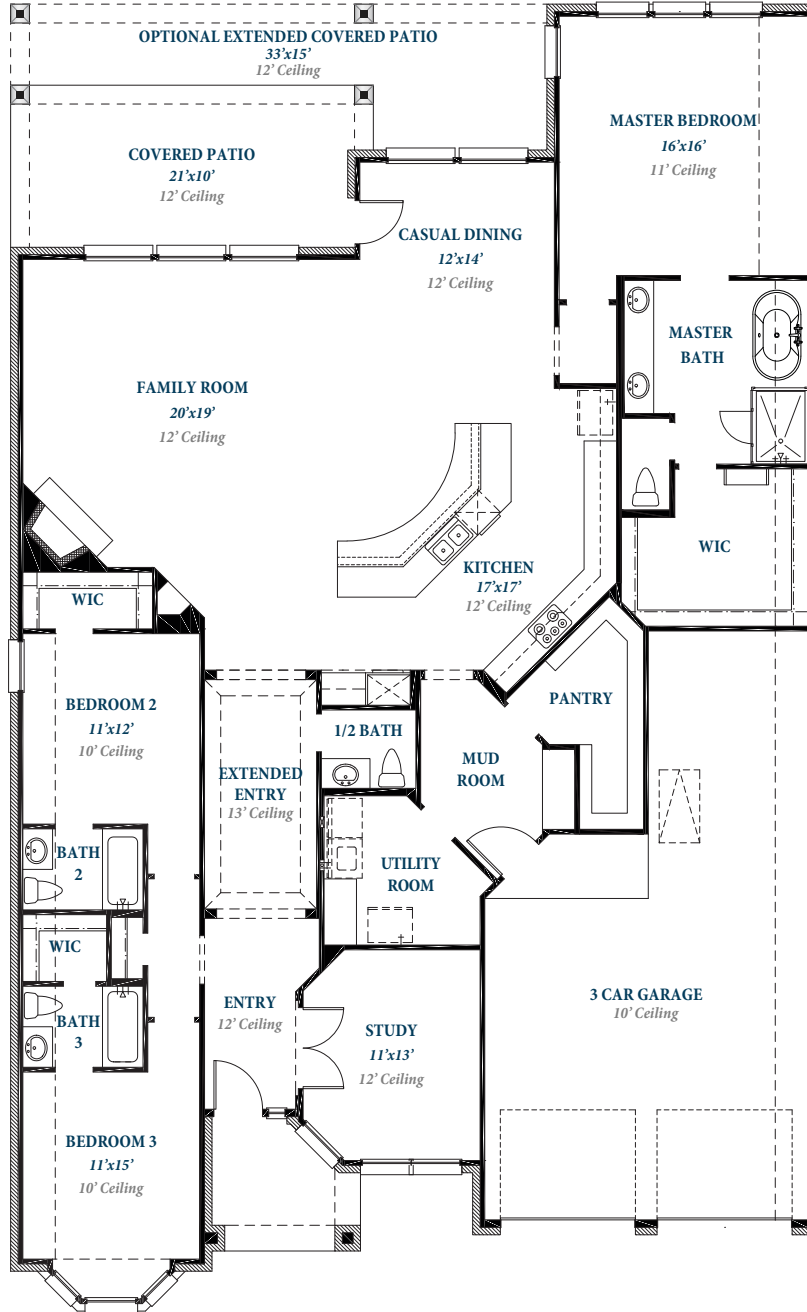 OPTIONAL EXTENDED COVERED PATIO
33'x15'
12' Ceiling
MASTER BEDROOM
16'x16'
11' Ceiling
COVERED PATIO
21'x10'
12' Ceiling
CASUAL DINING
12'x14'
12' Ceiling
MASTER
BATH
FAMILY ROOM
20'x19'
12' Ceiling
WIC
KITCHEN
17'x17'
12' Ceiling
WIC
BEDROOM 2
11'x12'
10' Ceiling
PANTRY
1/2 BATH
MUD
ROOM
EXTENDED
ENTRY
13' Ceiling
BATH
2
UTILITY
ROOM
WIC
ENTRY
12' Ceiling
3 CAR GARAGE
10' Ceiling
BATH
3
STUDY
11'x13'
12' Ceiling
BEDROOM 3
11'x15'
10' Ceiling